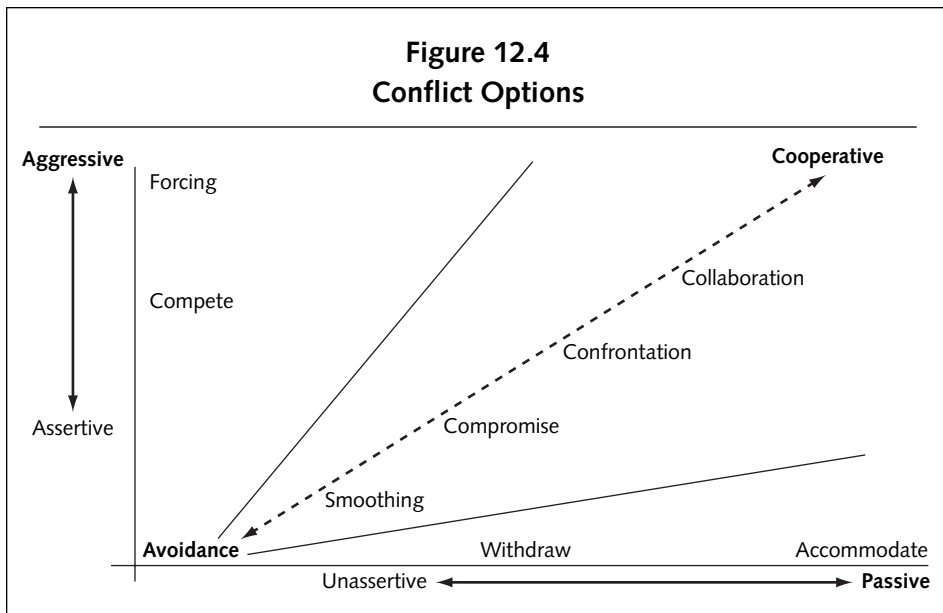 Figure 12.4
Conflict Options
Aggressive
Cooperative
Forcing
Collaboration
Compete
Confrontation
Assertive
Compromise
Smoothing
Avoidance
Withdraw
Accommodate
Unassertive
Passive